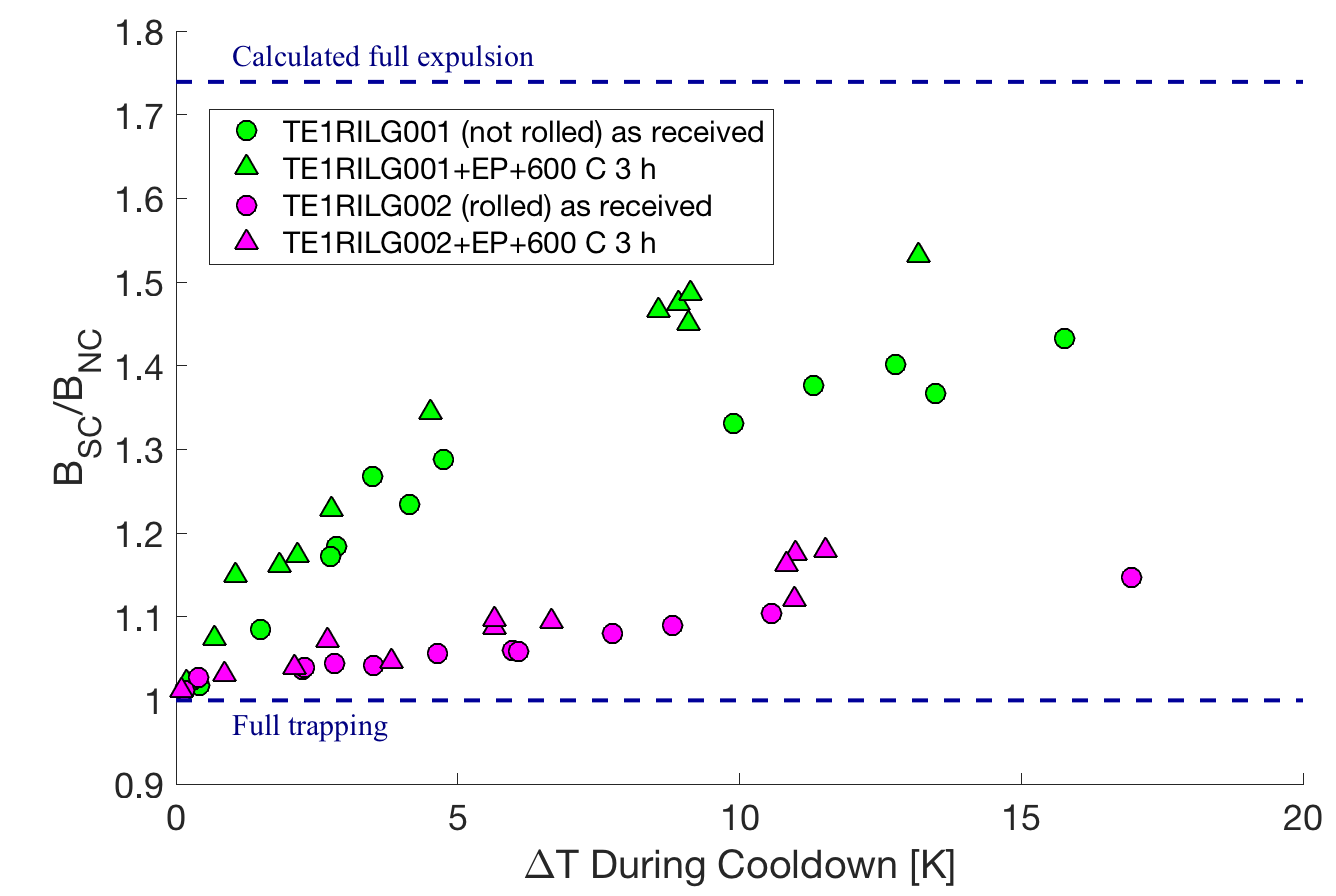 1.8
Calculated full expulsion
1.7
TE1RILG001 (not rolled) as received
TE1RILG001+EP+600 C 3 h
1.6
TE1RILG002 (rolled) as received
TE1RILG002+EP+600 C 3 h
1.5
1.4
B_SC/B_NC
1.3
1.2
1.1
1
Full trapping
0.9
0 5 10 15 20
ΔT During Cooldown [K]